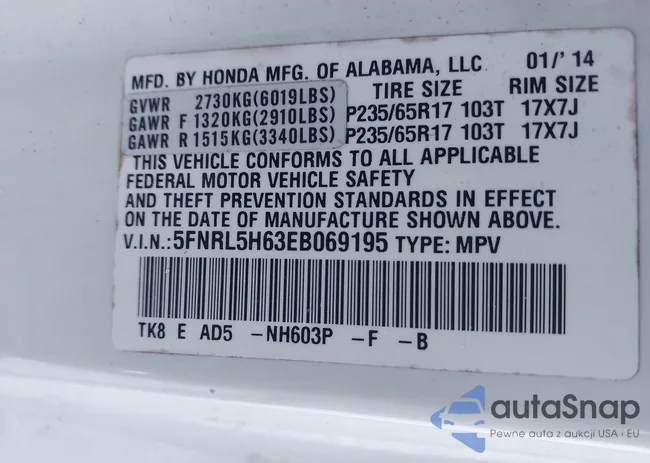 MFD. BY HONDA MFG. OF ALABAMA, LLC 01/'14
TIRE SIZE RIM SIZE
GVWR 2730KG(6019LBS)
GAWR F 1320KG(2910LBS) P235/65R17 103T 17X7J
GAWR R 1515KG(3340LBS) P235/65R17 103T 17X7J
THIS VEHICLE CONFORMS TO ALL APPLICABLE
FEDERAL MOTOR VEHICLE SAFETY
AND THEFT PREVENTION STANDARDS IN EFFECT
ON THE DATE OF MANUFACTURE SHOWN ABOVE.
V.I.N.:5FNRL5H63EB069195 TYPE: MPV
TK8 E AD5 -NH603P -F -B
autaSnap
Pewne auta z aukcji USA i EU